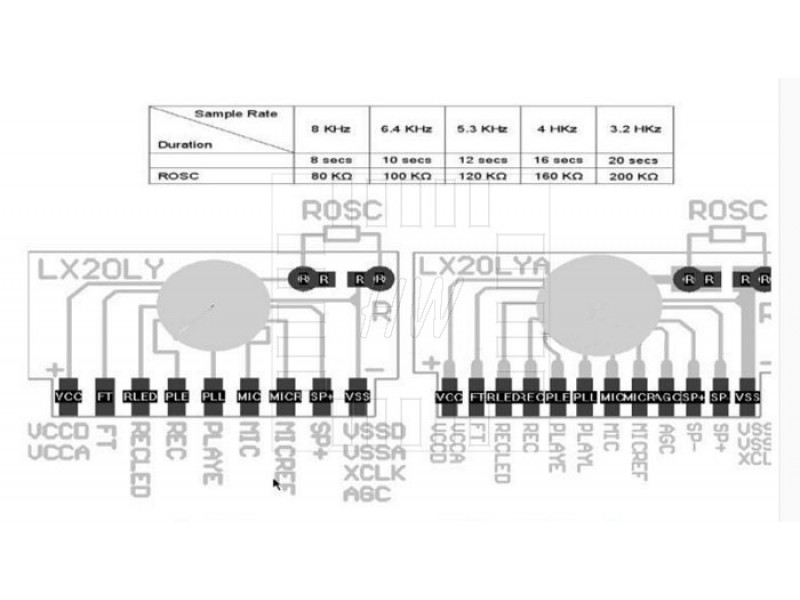 Sample Rate
Duration
8 KHz 6.4 KHz 5.3 KHz 4 HKz 3.2 HKz
8 secs 10 secs 12 secs 16 secs 20 secs
ROSC 80 KΩ 100 KΩ 120 KΩ 160 KΩ 200 KΩ
HW
ROSC
LX20LY
R R R R
R
+ −
VCC FT RLED PLE PLL MIC MICR SP+ VSS
VCCD
VCCA
FT
RECLED
REC
PLAYE
MIC
MICREF
SP+
VSSD
VSSA
XCLK
AGC
ROSC
LX20LYA
R R R R
+
VCC FT RLED REC PLE PLL MIC MICR AGC SP+ SP- VSS
VCCD
VCCA
FT
RECLED
REC
PLAYE
PLAYL
MIC
MICREF
AGC
SP-
SP+